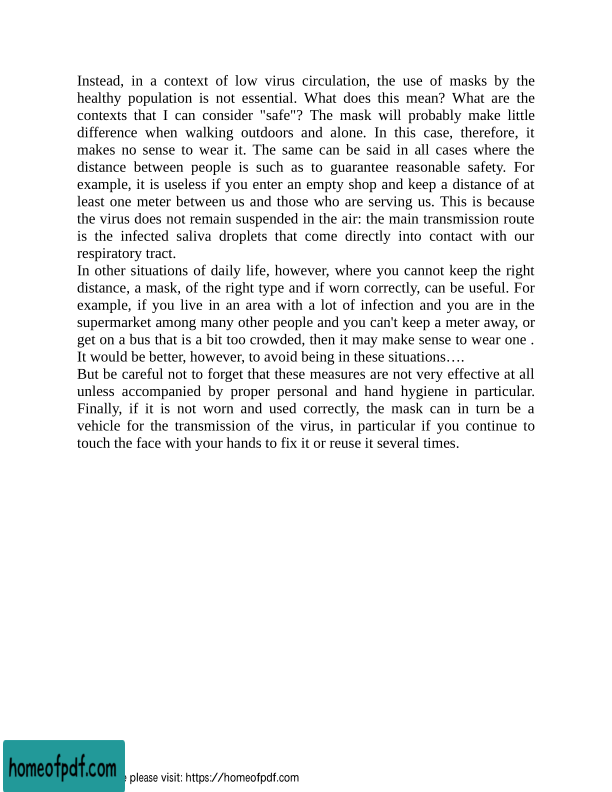 Instead, in a context of low virus circulation, the use of masks by the
healthy population is not essential. What does this mean? What are the
contexts that I can consider "safe"? The mask will probably make little
difference when walking outdoors and alone. In this case, therefore, it
makes no sense to wear it. The same can be said in all cases where the
distance between people is such as to guarantee reasonable safety. For
example, it is useless if you enter an empty shop and keep a distance of at
least one meter between us and those who are serving us. This is because
the virus does not remain suspended in the air: the main transmission route
is the infected saliva droplets that come directly into contact with our
respiratory tract.
In other situations of daily life, however, where you cannot keep the right
distance, a mask, of the right type and if worn correctly, can be useful. For
example, if you live in an area with a lot of infection and you are in the
supermarket among many other people and you can't keep a meter away, or
get on a bus that is a bit too crowded, then it may make sense to wear one .
It would be better, however, to avoid being in these situations….
But be careful not to forget that these measures are not very effective at all
unless accompanied by proper personal and hand hygiene in particular.
Finally, if it is not worn and used correctly, the mask can in turn be a
vehicle for the transmission of the virus, in particular if you continue to
touch the face with your hands to fix it or reuse it several times.
homeofpdf.com
please visit: https://homeofpdf.com